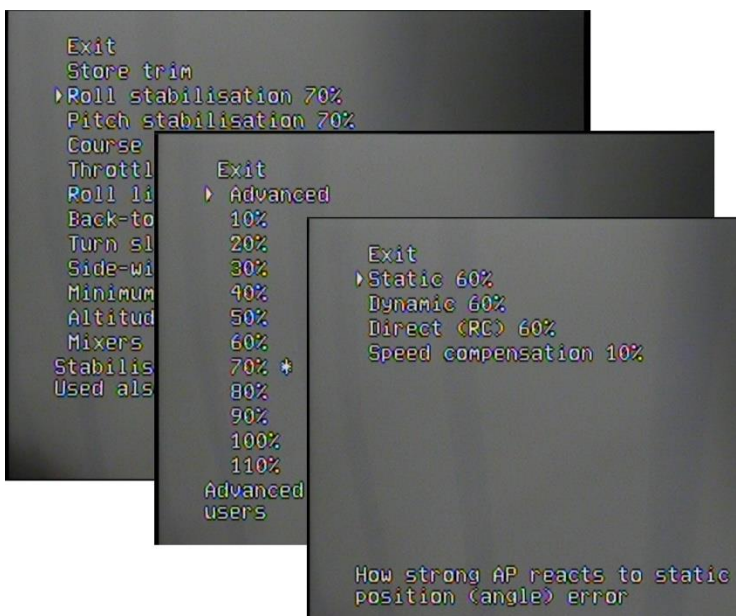 Exit
Store trim
Roll stabilisation 70%
Pitch stabilisation 70%
Course
Throttl
Roll li
Back-to
Turn sl
Side-wi
Minimum
Altitud
Mixers
Stabilis
Used als
Exit
Advanced
10%
20%
30%
40%
50%
60%
70% *
80%
90%
100%
110%
Advanced
users
Exit
Static 60%
Dynamic 60%
Direct (RC) 60%
Speed compensation 10%
How strong AP reacts to static
position (angle) error